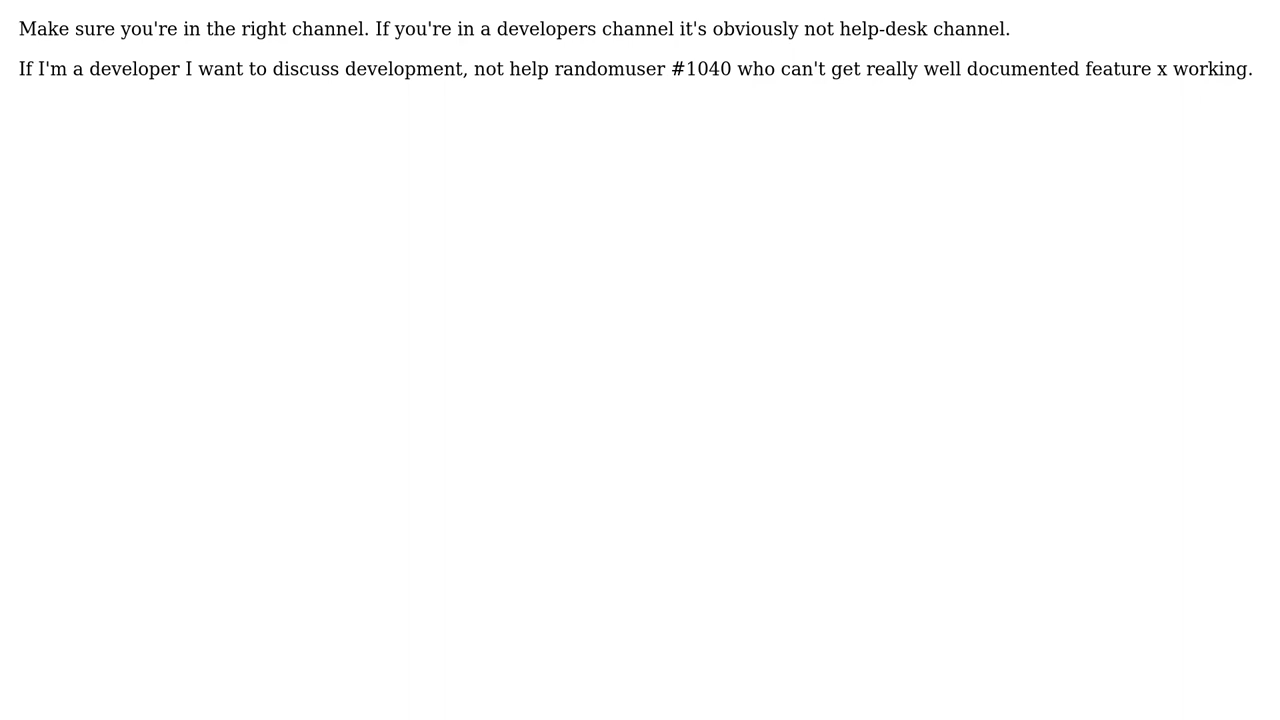 Make sure you're in the right channel. If you're in a developers channel it's obviously not help-desk channel.
If I'm a developer I want to discuss development, not help randomuser #1040 who can't get really well documented feature x working.